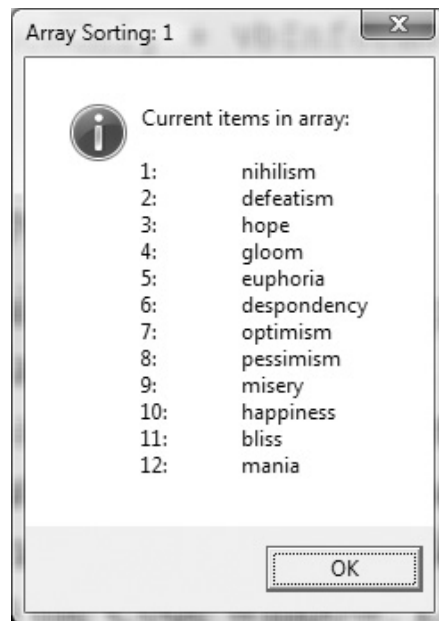 Array Sorting: 1
Current items in array:
1: nihilism
2: defeatism
3: hope
4: gloom
5: euphoria
6: despondency
7: optimism
8: pessimism
9: misery
10: happiness
11: bliss
12: mania
OK